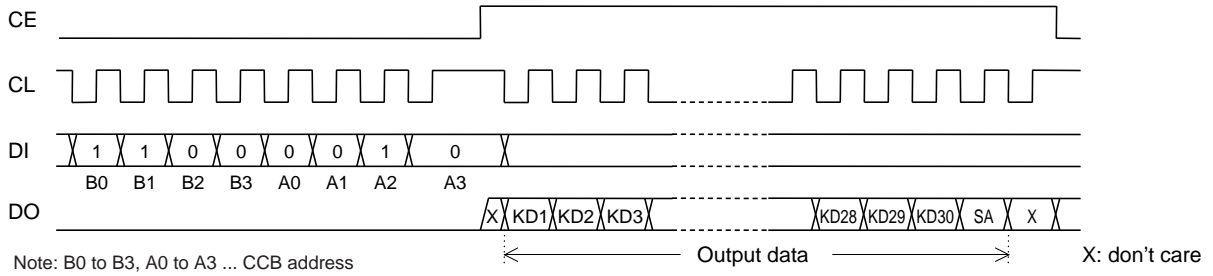 CE
CL
DI 1 1 0 0 0 0 1 0
B0 B1 B2 B3 A0 A1 A2 A3
DO X KD1 KD2 KD3 KD28 KD29 KD30 SA X
Output data X: don't care
Note: B0 to B3, A0 to A3 ... CCB address